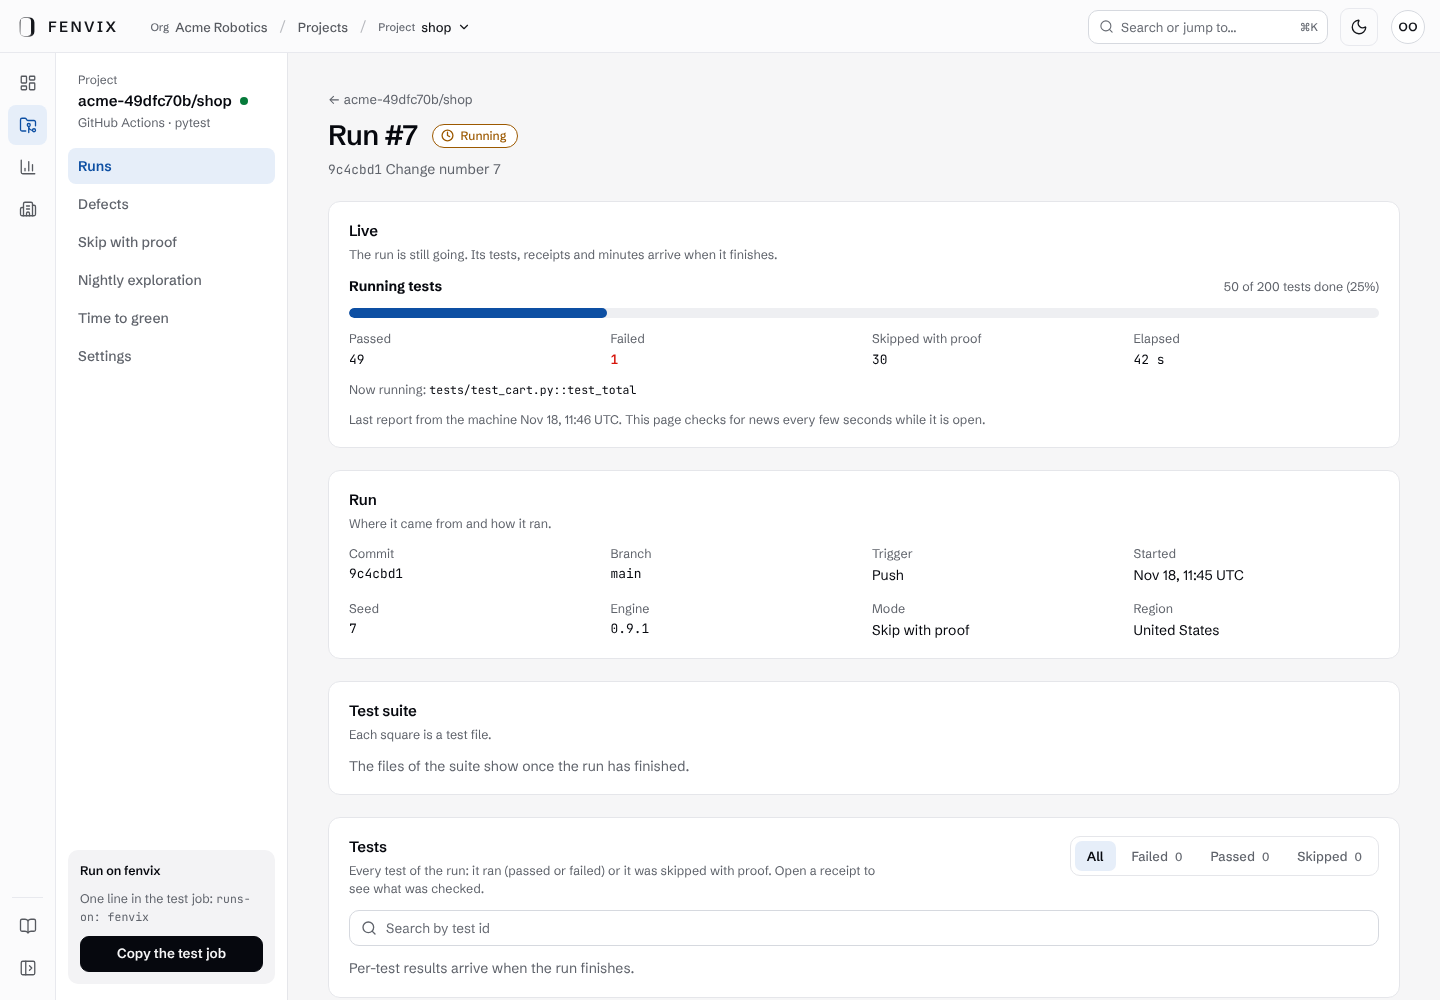 FENVIX
Org Acme Robotics / Projects / Project shop
Search or jump to... ⌘K
OO
Project
acme-49dfc70b/shop
GitHub Actions · pytest
Runs
Defects
Skip with proof
Nightly exploration
Time to green
Settings
Run on fenvix
One line in the test job: runs-
on: fenvix
Copy the test job
← acme-49dfc70b/shop
Run #7 Running
9c4cbd1 Change number 7
Live
The run is still going. Its tests, receipts and minutes arrive when it finishes.
Running tests 50 of 200 tests done (25%)
Passed Failed Skipped with proof Elapsed
49 1 30 42 s
Now running: tests/test_cart.py::test_total
Last report from the machine Nov 18, 11:46 UTC. This page checks for news every few seconds while it is open.
Run
Where it came from and how it ran.
Commit Branch Trigger Started
9c4cbd1 main Push Nov 18, 11:45 UTC
Seed Engine Mode Region
7 0.9.1 Skip with proof United States
Test suite
Each square is a test file.
The files of the suite show once the run has finished.
Tests
All Failed 0 Passed 0 Skipped 0
Every test of the run: it ran (passed or failed) or it was skipped with proof. Open a receipt to
see what was checked.
Search by test id
Per-test results arrive when the run finishes.